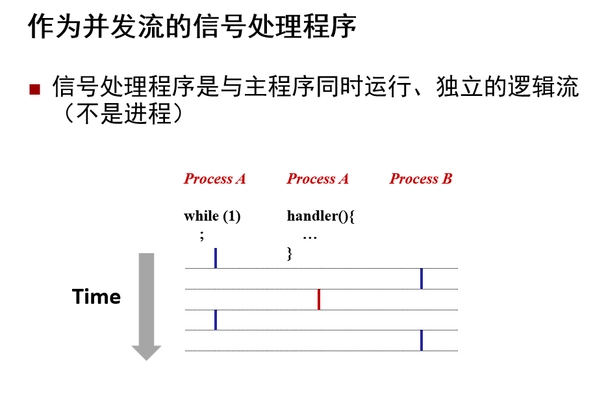 作为并发流的信号处理程序
信号处理程序是与主程序同时运行、独立的逻辑流
（不是进程）
Process A Process A Process B
while (1) handler(){
; …
}
Time